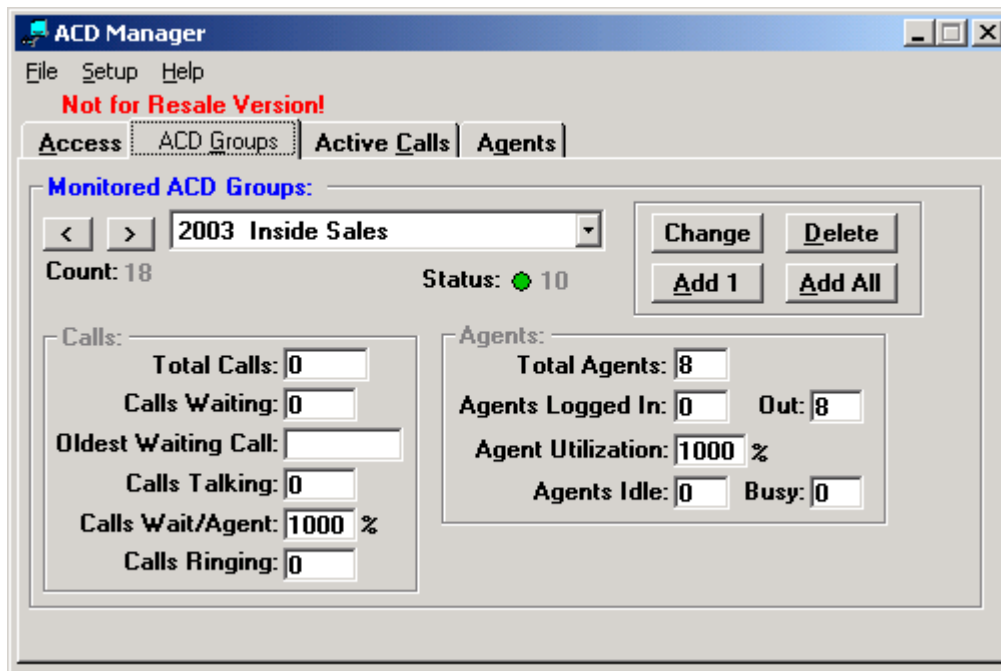 ACD Manager
File Setup Help
Not for Resale Version!
Access ACD Groups Active Calls Agents
Monitored ACD Groups:
< > 2003 Inside Sales Change Delete
Count: 18 Status: 10 Add 1 Add All
Calls:
Total Calls: 0
Calls Waiting: 0
Oldest Waiting Call:
Calls Talking: 0
Calls Wait/Agent: 1000 %
Calls Ringing: 0
Agents:
Total Agents: 8
Agents Logged In: 0 Out: 8
Agent Utilization: 1000 %
Agents Idle: 0 Busy: 0